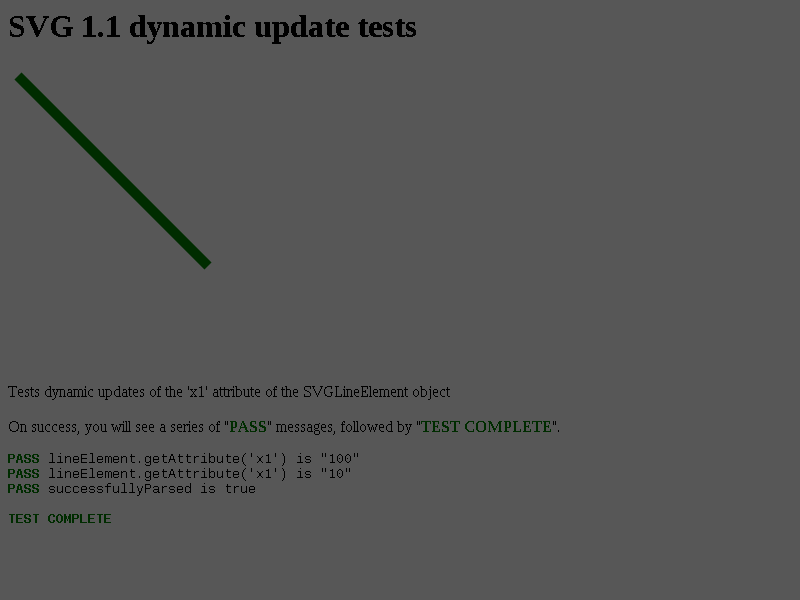 SVG 1.1 dynamic update tests
Tests dynamic updates of the 'x1' attribute of the SVGLineElement object
On success, you will see a series of "PASS" messages, followed by "TEST COMPLETE".
PASS lineElement.getAttribute('x1') is "100"
PASS lineElement.getAttribute('x1') is "10"
PASS successfullyParsed is true
TEST COMPLETE